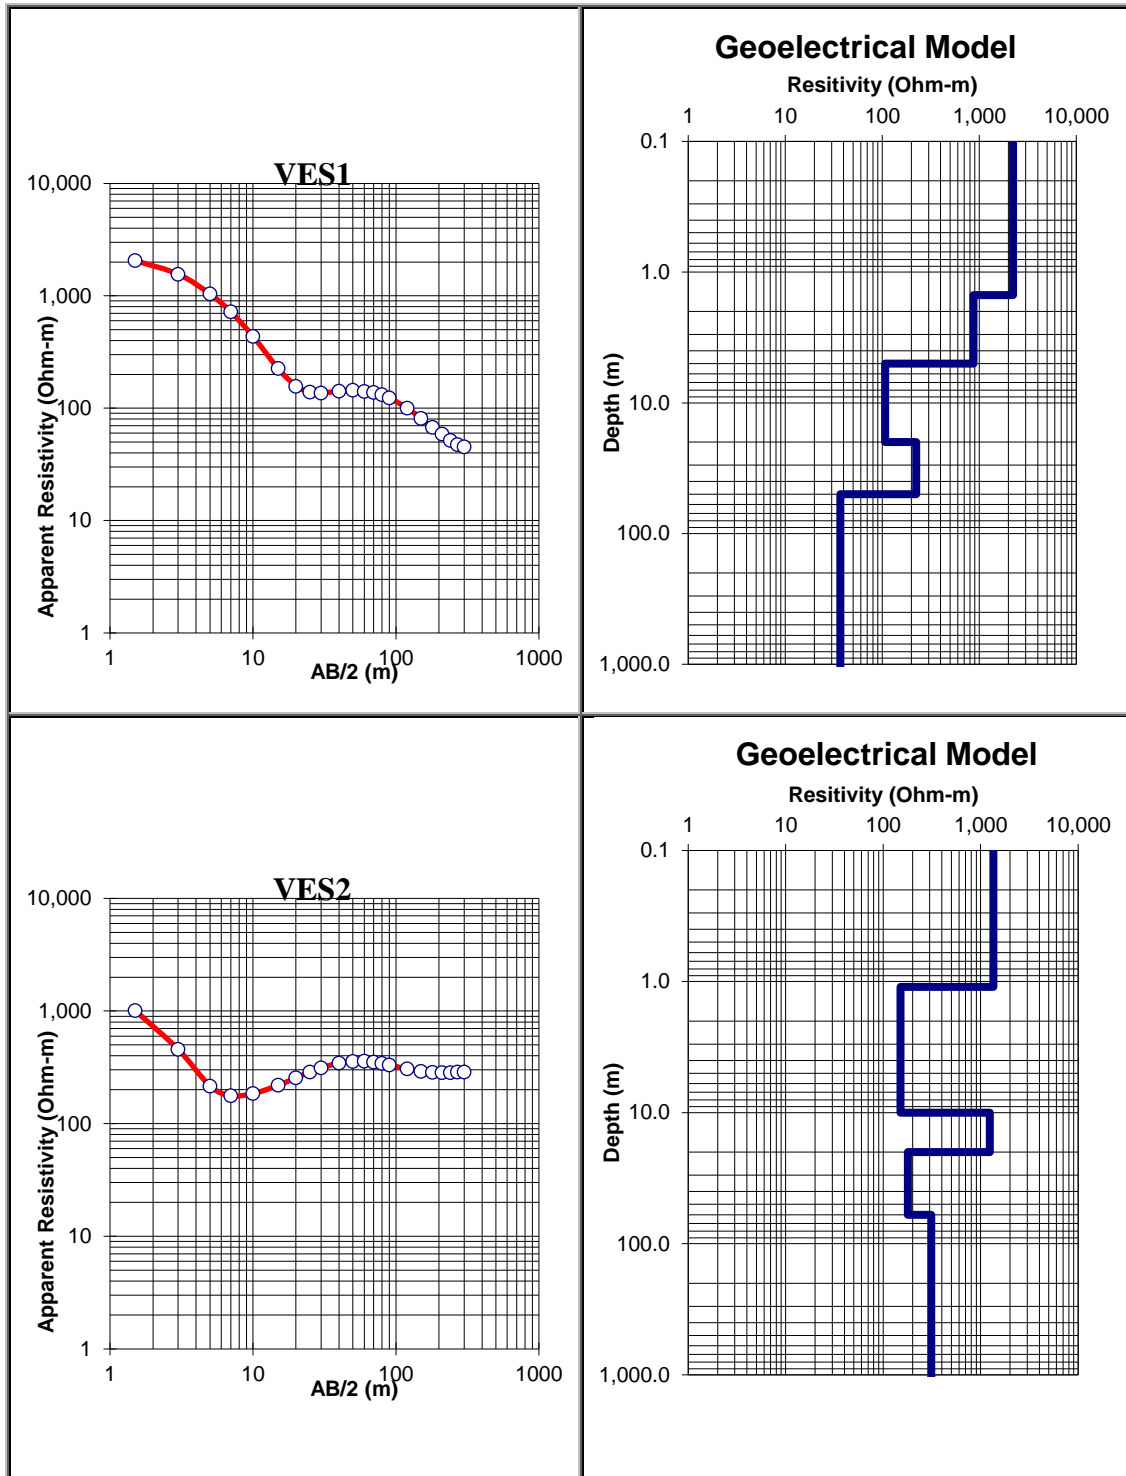 VES1
10,000
1,000
100
10
1
1 10 100 1000
AB/2 (m)
Apparent Resistivity (Ohm-m)
Geoelectrical Model
Resitivity (Ohm-m)
1 10 100 1,000 10,000
0.1
1.0
10.0
100.0
1,000.0
Depth (m)
VES2
10,000
1,000
100
10
1
1 10 100 1000
AB/2 (m)
Apparent Resistivity (Ohm-m)
Geoelectrical Model
Resitivity (Ohm-m)
1 10 100 1,000 10,000
0.1
1.0
10.0
100.0
1,000.0
Depth (m)